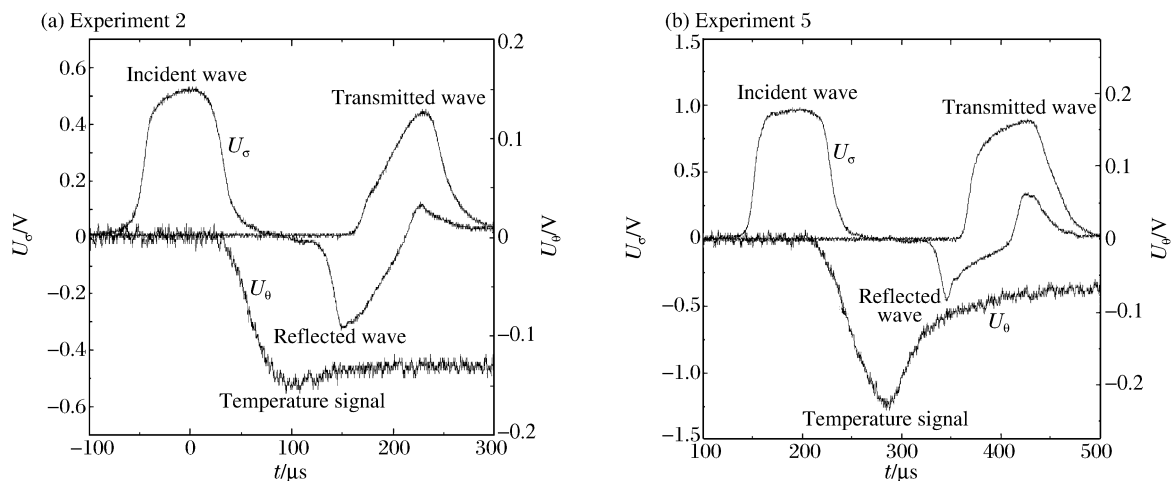 (a) Experiment 2
0.6
0.4
0.2
0
−0.2
−0.4
−0.6
Uσ/V
0.2
0.1
0
−0.1
−0.2
Uθ/V
Incident wave
Transmitted wave
Uσ
Uθ
Reflected wave
Temperature signal
−100
0
100
200
300
t/μs
(b) Experiment 5
1.5
1.0
0.5
0
−0.5
−1.0
−1.5
Uσ/V
0.2
0.1
0
−0.1
−0.2
Uθ/V
Incident wave
Transmitted wave
Uσ
Reflected
wave
Uθ
Temperature signal
100
200
300
400
500
t/μs